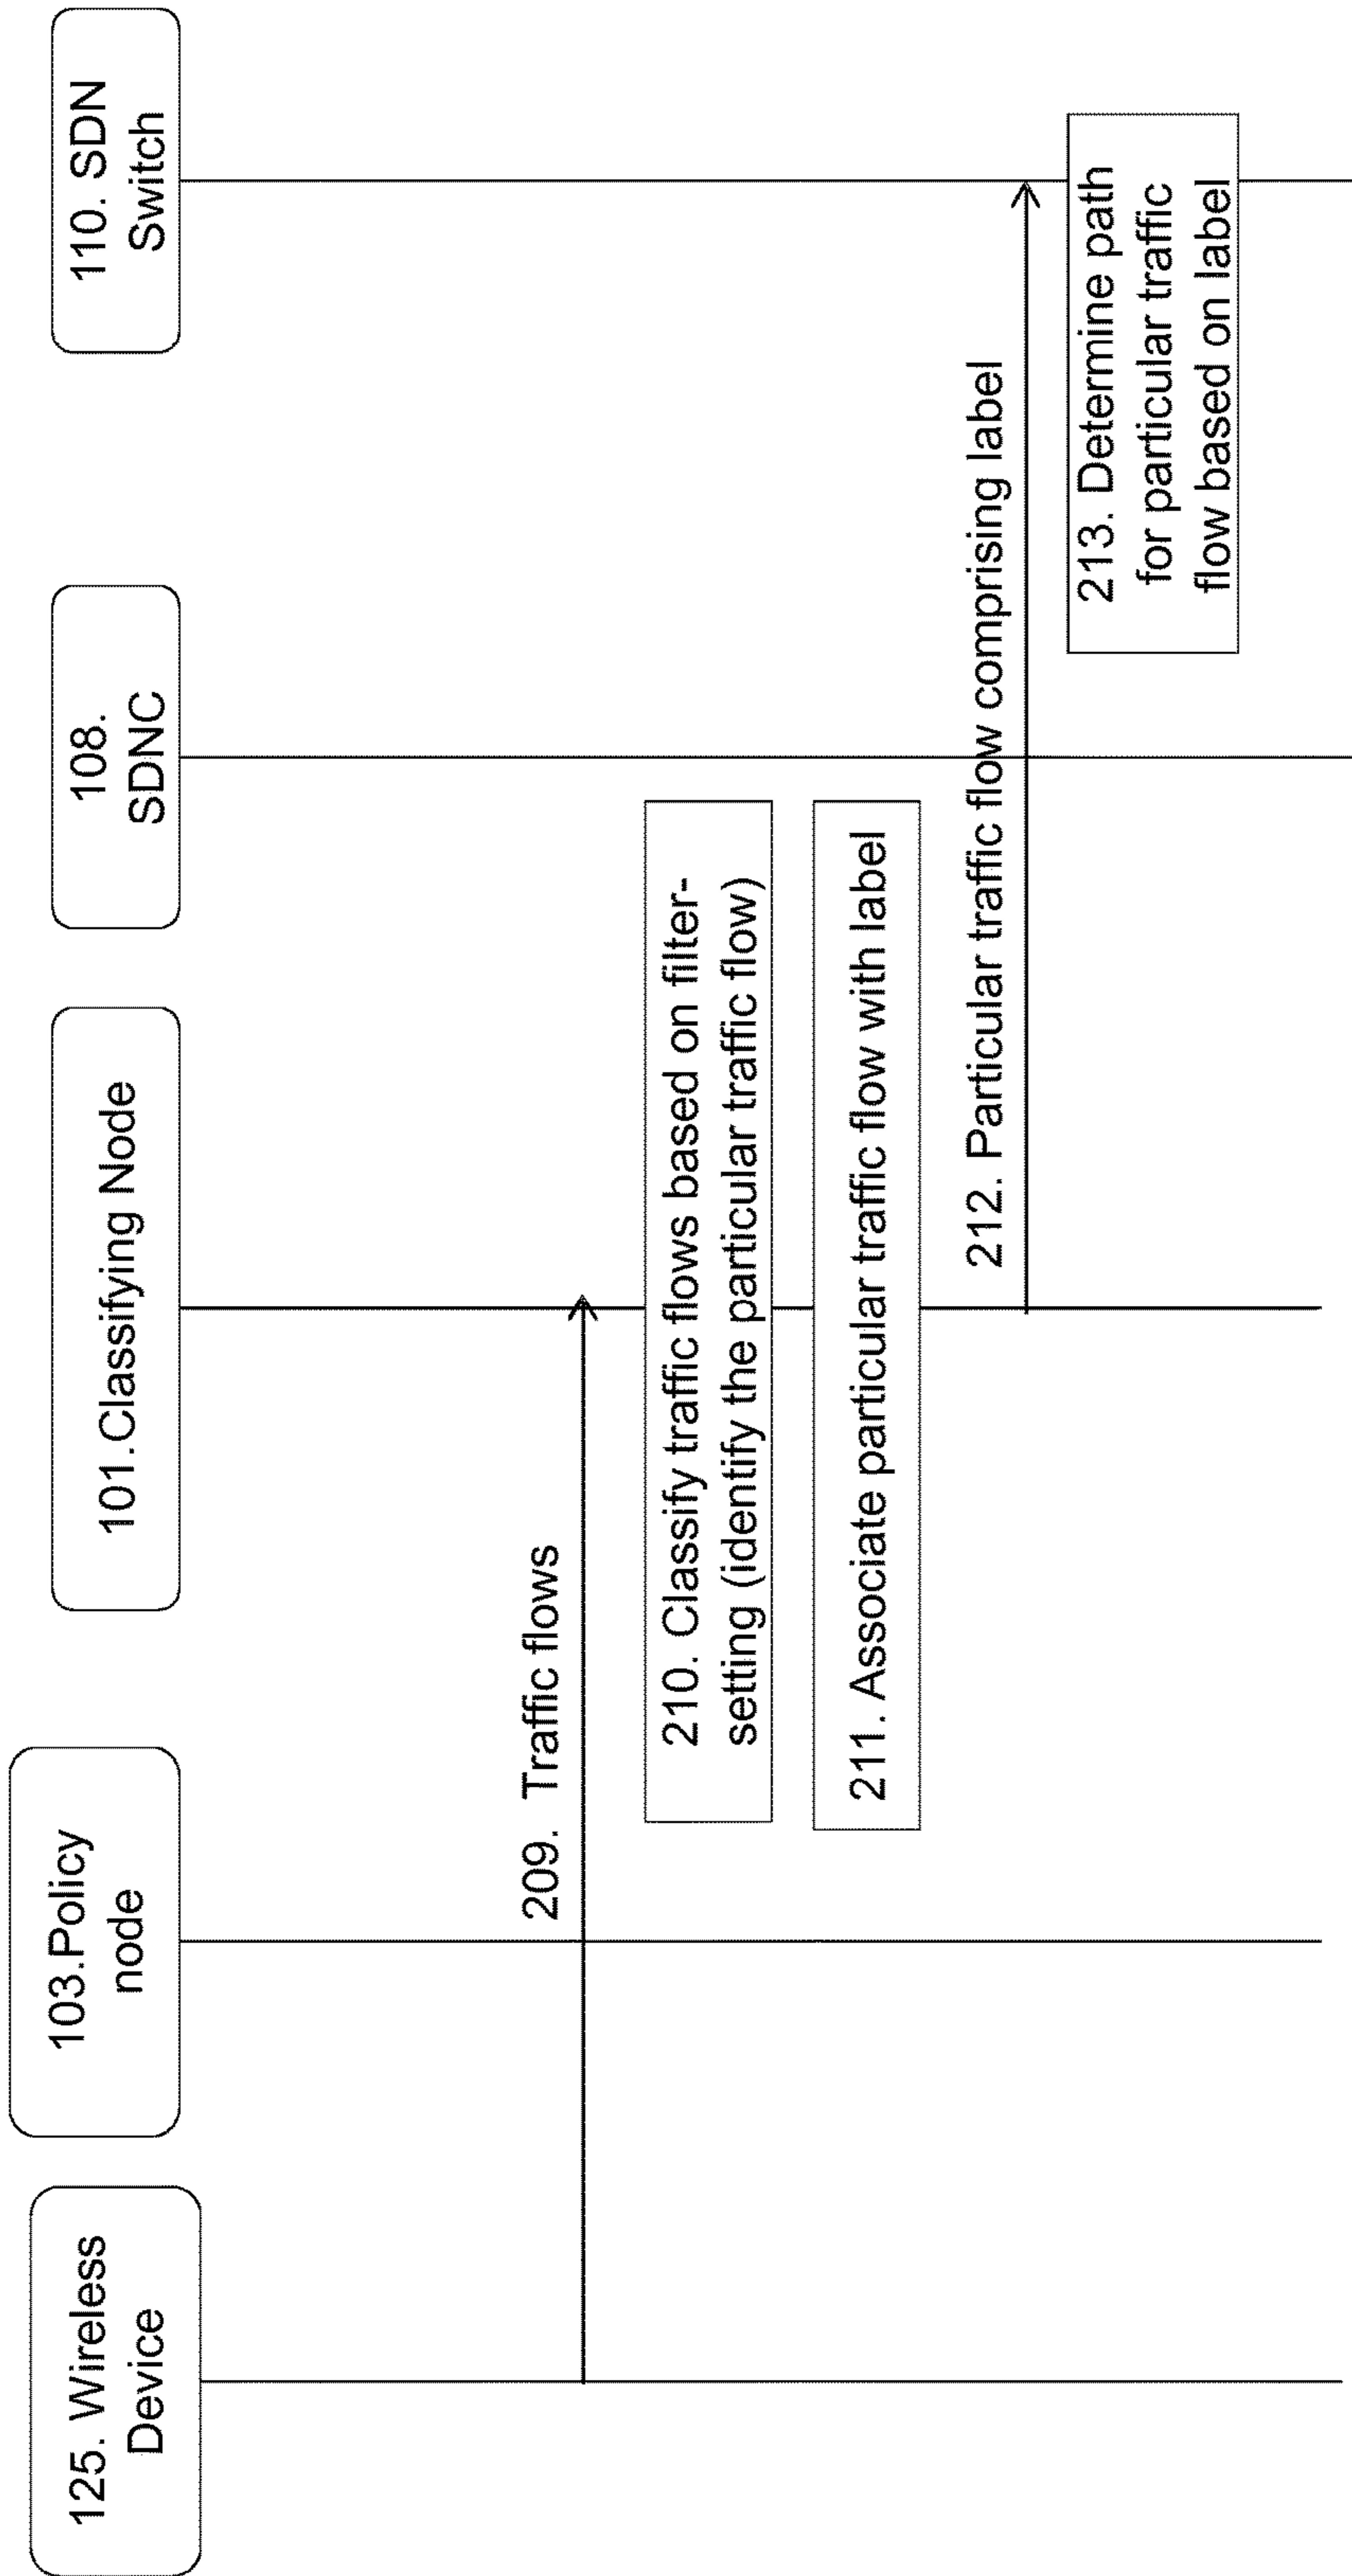 125. Wireless
Device
103.Policy
node
101.Classifying Node
108.
SDNC
110. SDN
Switch
209. Traffic flows
210. Classify traffic flows based on filter-
setting (identify the particular traffic flow)
211. Associate particular traffic flow with label
212. Particular traffic flow comprising label
213. Determine path
for particular traffic
flow based on label